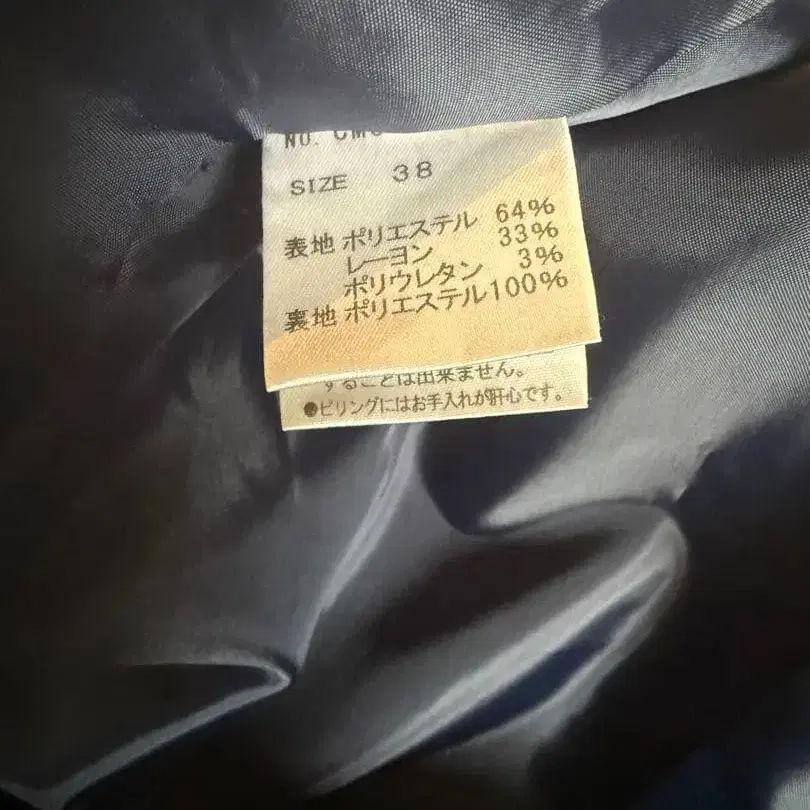 NO. CM
SIZE 38
表地 ポリエステル 64%
レーヨン 33%
ポリウレタン 3%
裏地 ポリエステル100%
することは出来ません。
●ピリングにはお手入れが肝心です。